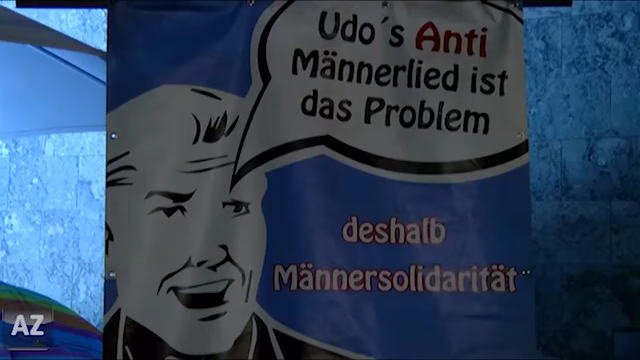 Udo´s Anti
Männerlied ist
das Problem
deshalb
Männersolidarität
AZ